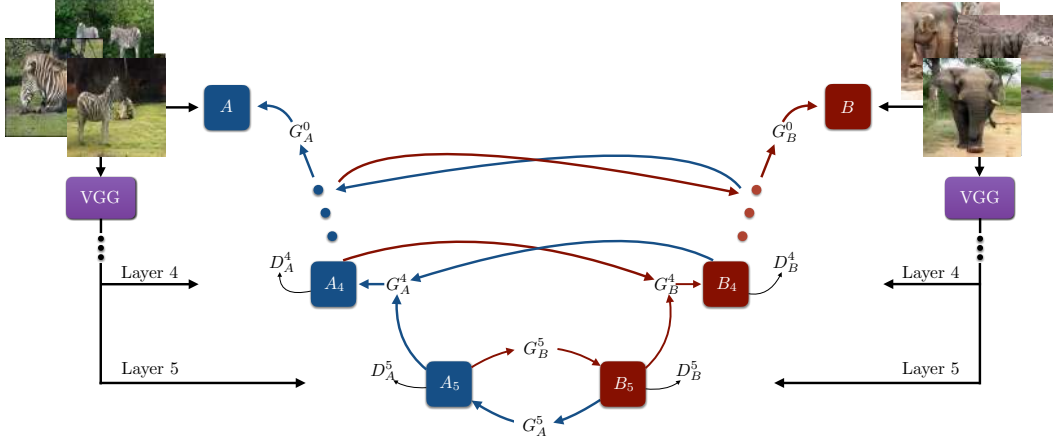 A
B
G_A^0
G_B^0
VGG
VGG
D_A^4
D_B^4
Layer 4
A_4
G_A^4
G_B^4
B_4
Layer 4
G_B^5
Layer 5
D_A^5
A_5
B_5
D_B^5
Layer 5
G_A^5